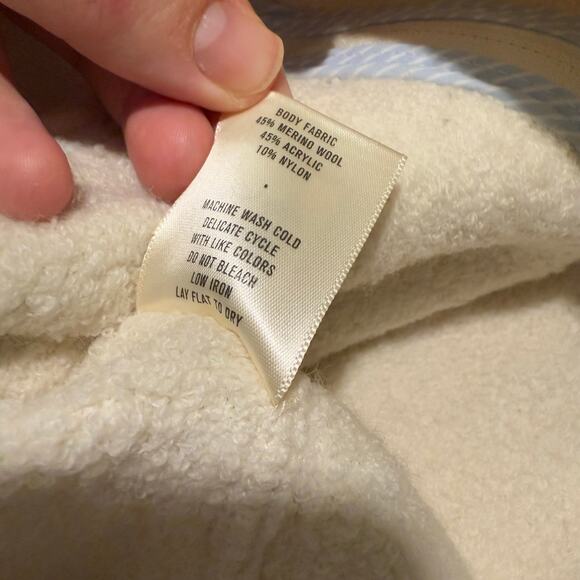 BODY FABRIC
45% MERINO WOOL
45% ACRYLIC
10% NYLON
MACHINE WASH COLD
DELICATE CYCLE
WITH LIKE COLORS
DO NOT BLEACH
LOW IRON
LAY FLAT TO DRY